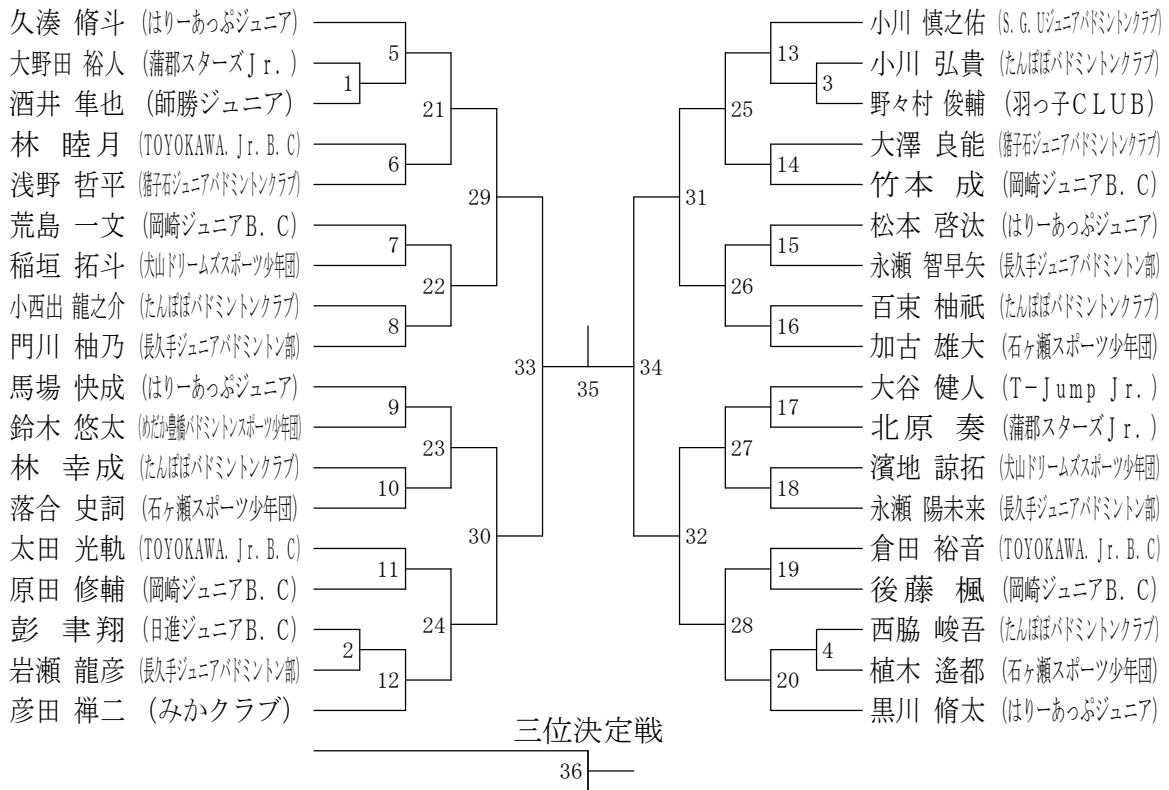 久湊 脩斗 (はりーあっぷジュニア)
大野田 裕人 (蒲郡スターズJr.)
酒井 隼也 (師勝ジュニア)
林 睦月 (TOYOKAWA. Jr. B. C)
浅野 哲平 (猪子石ジュニアバドミントンクラブ)
荒島 一文 (岡崎ジュニアB. C)
稲垣 拓斗 (犬山ドリームズスポーツ少年団)
小西出 龍之介 (たんぽぽバドミントンクラブ)
門川 柚乃 (長久手ジュニアバドミントン部)
馬場 快成 (はりーあっぷジュニア)
鈴木 悠太 (めだか豊橋バドミントンスポーツ少年団)
林 幸成 (たんぽぽバドミントンクラブ)
落合 史詞 (石ヶ瀬スポーツ少年団)
太田 光軌 (TOYOKAWA. Jr. B. C)
原田 修輔 (岡崎ジュニアB. C)
彭 聿翔 (日進ジュニアB. C)
岩瀬 龍彦 (長久手ジュニアバドミントン部)
彦田 禅二 (みかクラブ)
1
2
5
6
7
8
9
10
11
12
21
22
23
24
29
30
33
35
34
31
32
25
26
27
28
13
14
15
16
17
18
19
20
3
4
小川 慎之佑 (S. G. Uジュニアバドミントンクラブ)
小川 弘貴 (たんぽぽバドミントンクラブ)
野々村 俊輔 (羽っ子CLUB)
大澤 良能 (猪子石ジュニアバドミントンクラブ)
竹本 成 (岡崎ジュニアB. C)
松本 啓汰 (はりーあっぷジュニア)
永瀬 智早矢 (長久手ジュニアバドミントン部)
百束 柚祇 (たんぽぽバドミントンクラブ)
加古 雄大 (石ヶ瀬スポーツ少年団)
大谷 健人 (T-Jump Jr.)
北原 奏 (蒲郡スターズJr.)
濱地 諒拓 (犬山ドリームズスポーツ少年団)
永瀬 陽未来 (長久手ジュニアバドミントン部)
倉田 裕音 (TOYOKAWA. Jr. B. C)
後藤 楓 (岡崎ジュニアB. C)
西脇 峻吾 (たんぽぽバドミントンクラブ)
植木 遙都 (石ヶ瀬スポーツ少年団)
黒川 脩太 (はりーあっぷジュニア)
三位決定戦
36